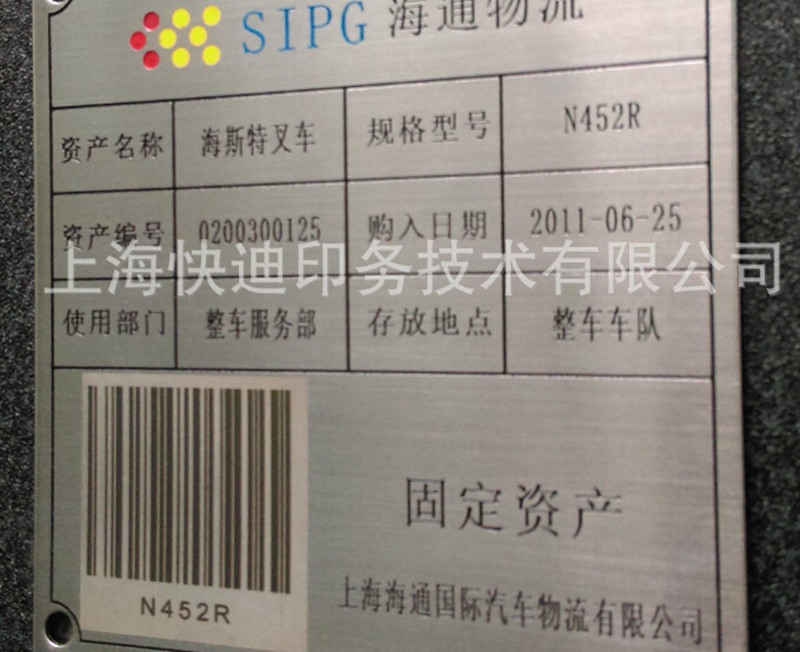 SIPG 海通物流
资产名称 海斯特叉车 规格型号 N452R
资产编号 0200300125 购入日期 2011-06-25
上海快迪印务技术有限公司
使用部门 整车服务部 存放地点 整车车队
固定资产
N452R
上海海通国际汽车物流有限公司